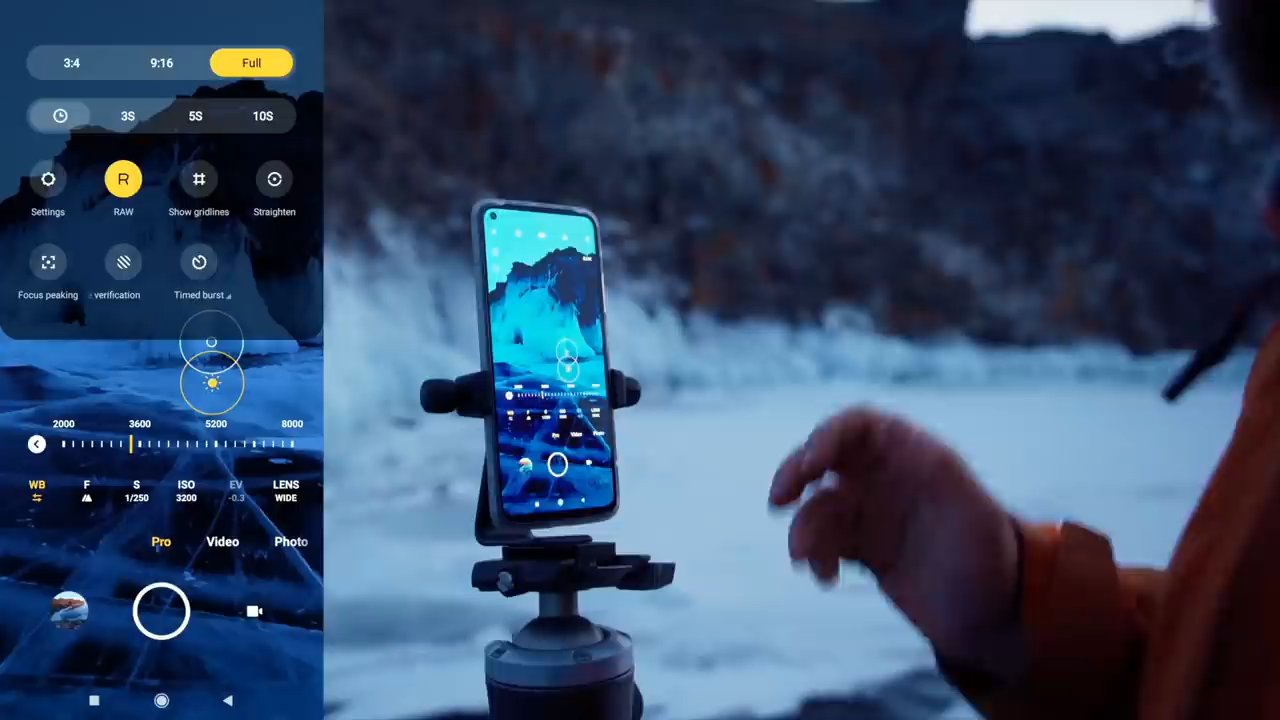 3:4 9:16 Full
3S 5S 10S
R
Settings RAW Show gridlines Straighten
Focus peaking verification Timed burst
2000 3600 5200 8000
WB F S ISO EV LENS
1/250 3200 -0.3 WIDE
Pro Video Photo